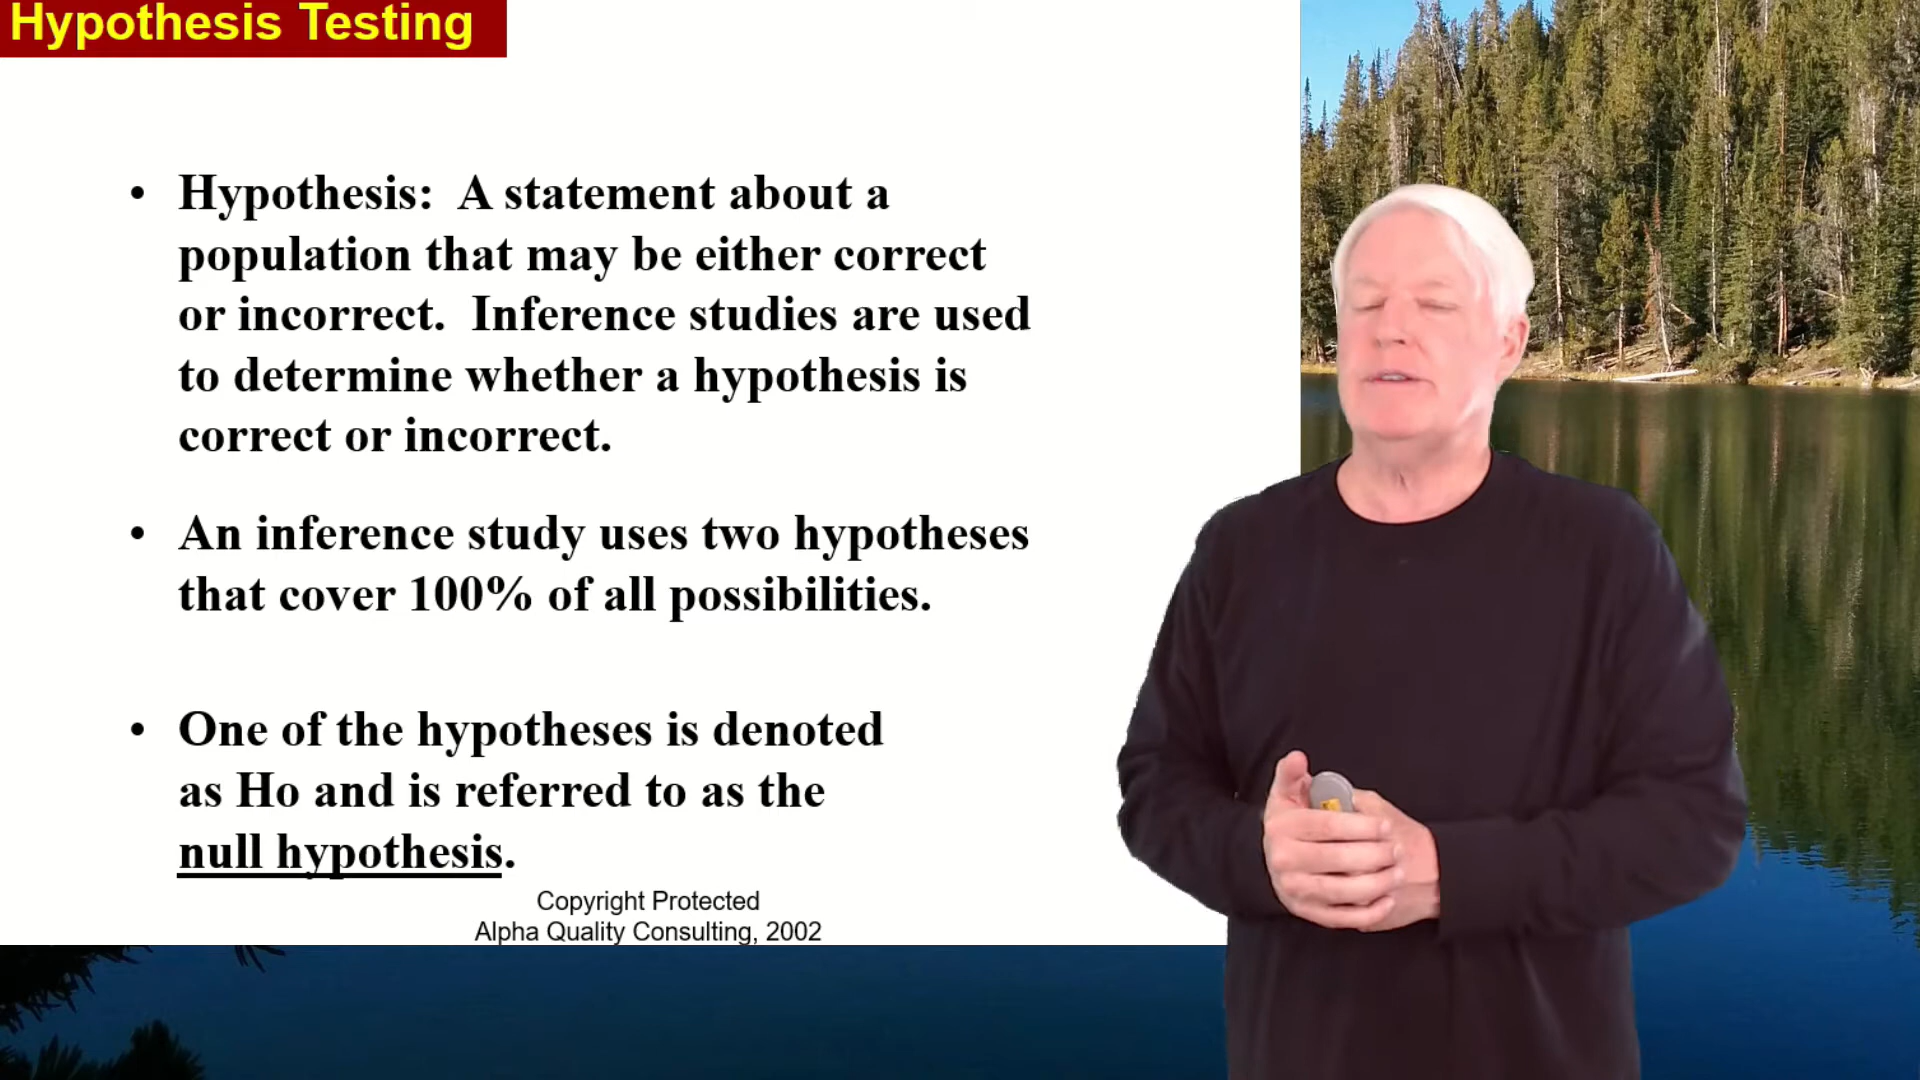 Hypothesis Testing
• Hypothesis: A statement about a
population that may be either correct
or incorrect. Inference studies are used
to determine whether a hypothesis is
correct or incorrect.
• An inference study uses two hypotheses
that cover 100% of all possibilities.
• One of the hypotheses is denoted
as Ho and is referred to as the
null hypothesis.
Copyright Protected
Alpha Quality Consulting, 2002